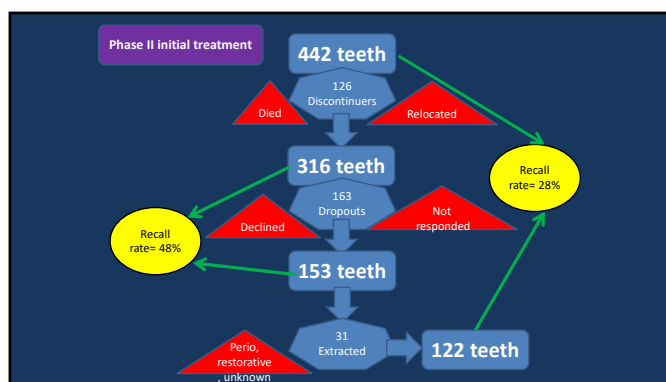 Phase II initial treatment
442 teeth
126
Discontinuers
Died
Relocated
316 teeth
163
Dropouts
Declined
Not
responded
Recall
rate= 28%
Recall
rate= 48%
153 teeth
31
Extracted
Perio,
restorative
, unknown
122 teeth